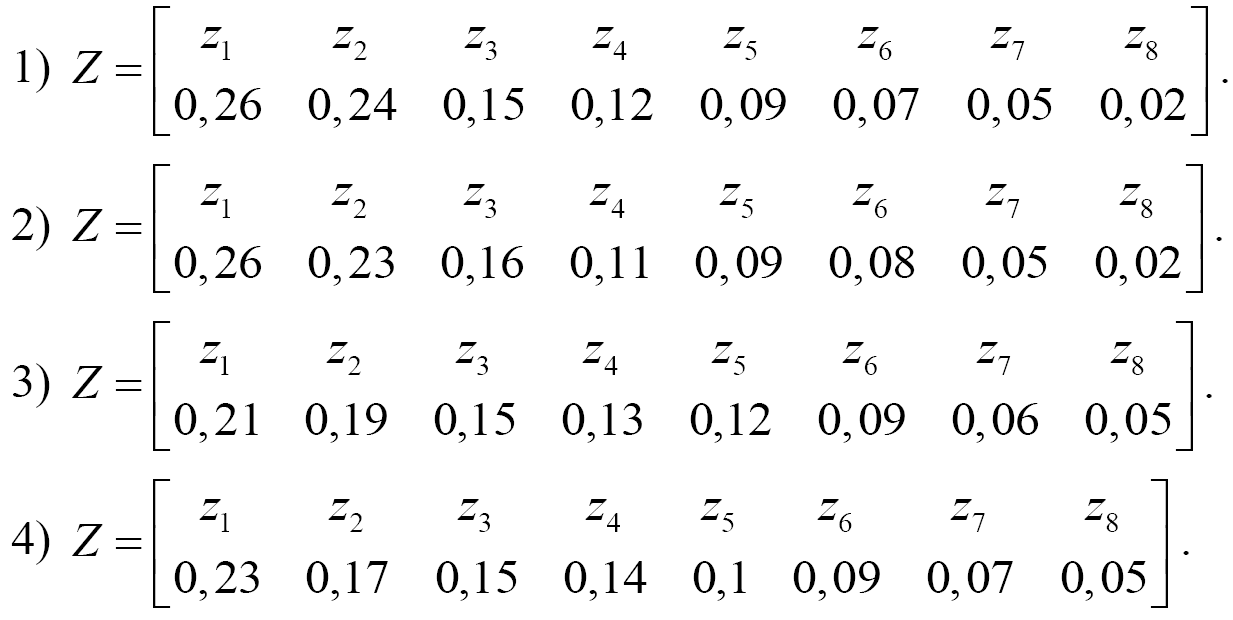 z₁ z₂ z₃ z₄ z₅ z₆ z₇ z₈
1) Z = [ ] .
0,26 0,24 0,15 0,12 0,09 0,07 0,05 0,02
z₁ z₂ z₃ z₄ z₅ z₆ z₇ z₈
2) Z = [ ] .
0,26 0,23 0,16 0,11 0,09 0,08 0,05 0,02
z₁ z₂ z₃ z₄ z₅ z₆ z₇ z₈
3) Z = [ ] .
0,21 0,19 0,15 0,13 0,12 0,09 0,06 0,05
z₁ z₂ z₃ z₄ z₅ z₆ z₇ z₈
4) Z = [ ] .
0,23 0,17 0,15 0,14 0,1 0,09 0,07 0,05